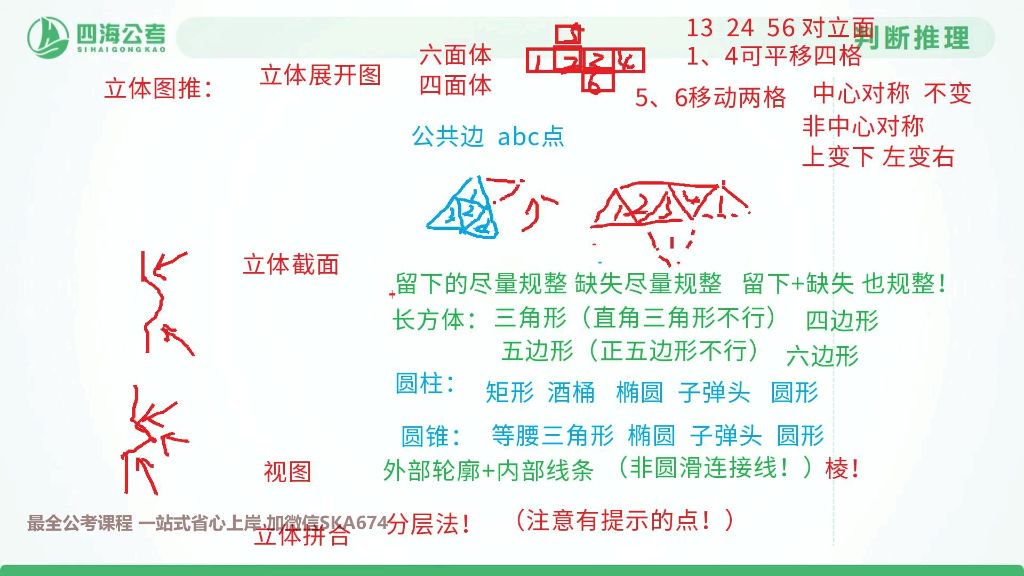 四海公考
SIHAIGONGKAO
判断推理
13 24 56 对立面
1、4可平移四格
六面体
四面体
5
1 2 3 4
6
立体图推：
立体展开图
5、6移动两格
中心对称 不变
非中心对称
上变下 左变右
公共边 abc点
1
1 2 3 4
立体截面
留下的尽量规整 缺失尽量规整 留下+缺失 也规整！
长方体：三角形（直角三角形不行） 四边形
五边形（正五边形不行） 六边形
圆柱： 矩形 酒桶 椭圆 子弹头 圆形
圆锥： 等腰三角形 椭圆 子弹头 圆形
视图
外部轮廓+内部线条 （非圆滑连接线！）棱！
最全公考课程 一站式省心上岸 加微信SKA674
立体拼合
分层法！ （注意有提示的点！）